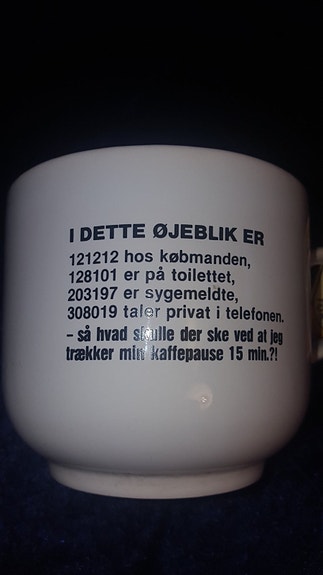 I DETTE ØJEBLIK ER
121212 hos købmanden,
128101 er på toilettet,
203197 er sygemeldte,
308019 taler privat i telefonen.
– så hvad skulle der ske ved at jeg
trækker min kaffepause 15 min.?!